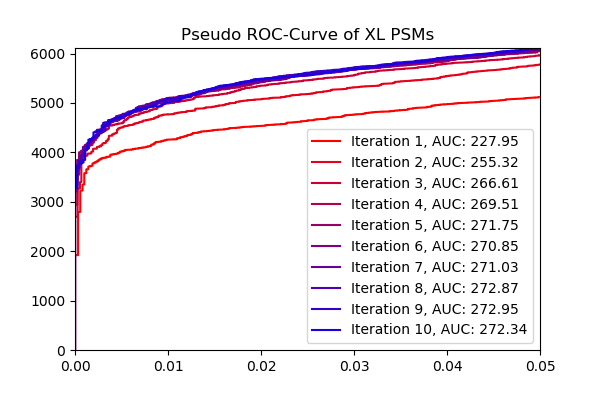 Pseudo ROC-Curve of XL PSMs
6000
5000
4000
3000
2000
1000
0
Iteration 1, AUC: 227.95
Iteration 2, AUC: 255.32
Iteration 3, AUC: 266.61
Iteration 4, AUC: 269.51
Iteration 5, AUC: 271.75
Iteration 6, AUC: 270.85
Iteration 7, AUC: 271.03
Iteration 8, AUC: 272.87
Iteration 9, AUC: 272.95
Iteration 10, AUC: 272.34
0.00 0.01 0.02 0.03 0.04 0.05